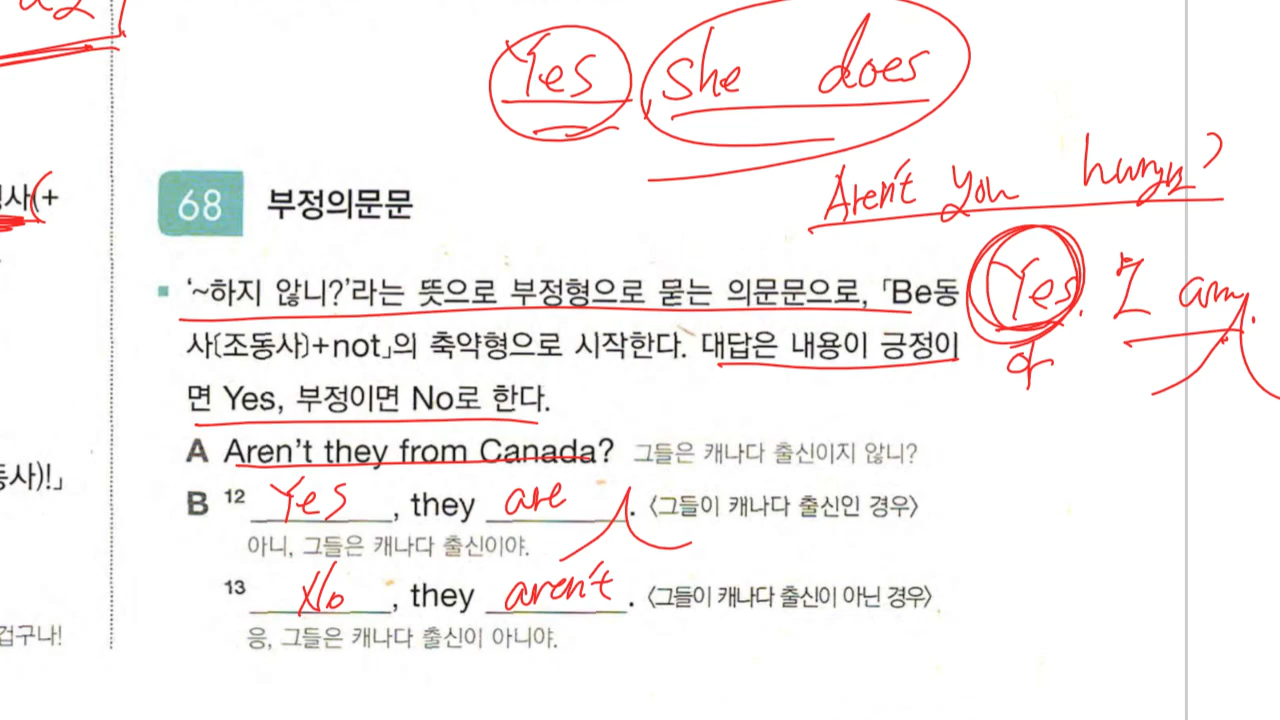 Yes she does
Aren't you hungry?
Yes. I am.
사(+
68 부정의문문
'~하지 않니?'라는 뜻으로 부정형으로 묻는 의문문으로, 「Be동
사(조동사)+not」의 축약형으로 시작한다. 대답은 내용이 긍정이
면 Yes, 부정이면 No로 한다.
A Aren't they from Canada? 그들은 캐나다 출신이지 않니?
동사)!」
B 12 Yes, they are. 〈그들이 캐나다 출신인 경우〉
아니, 그들은 캐나다 출신이야.
13 No, they aren't. 〈그들이 캐나다 출신이 아닌 경우〉
응, 그들은 캐나다 출신이 아니야.
겁구나!